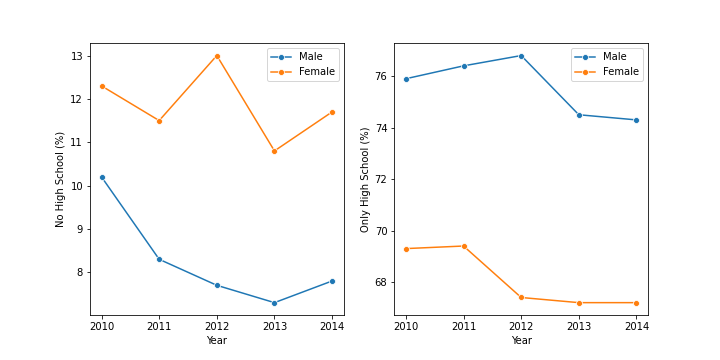 No High School (%)
13
12
11
10
9
8
2010 2011 2012 2013 2014
Year
Male
Female
Only High School (%)
76
74
72
70
68
2010 2011 2012 2013 2014
Year
Male
Female